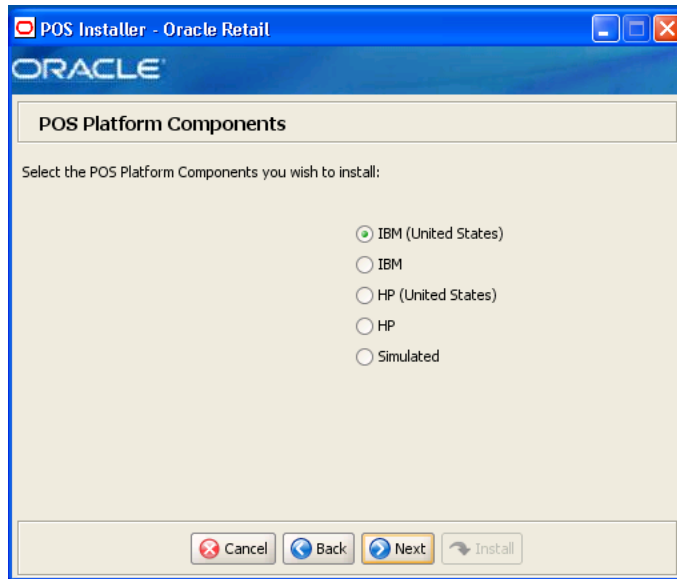 POS Installer - Oracle Retail
ORACLE
POS Platform Components
Select the POS Platform Components you wish to install:
IBM (United States)
IBM
HP (United States)
HP
Simulated
Cancel Back Next Install